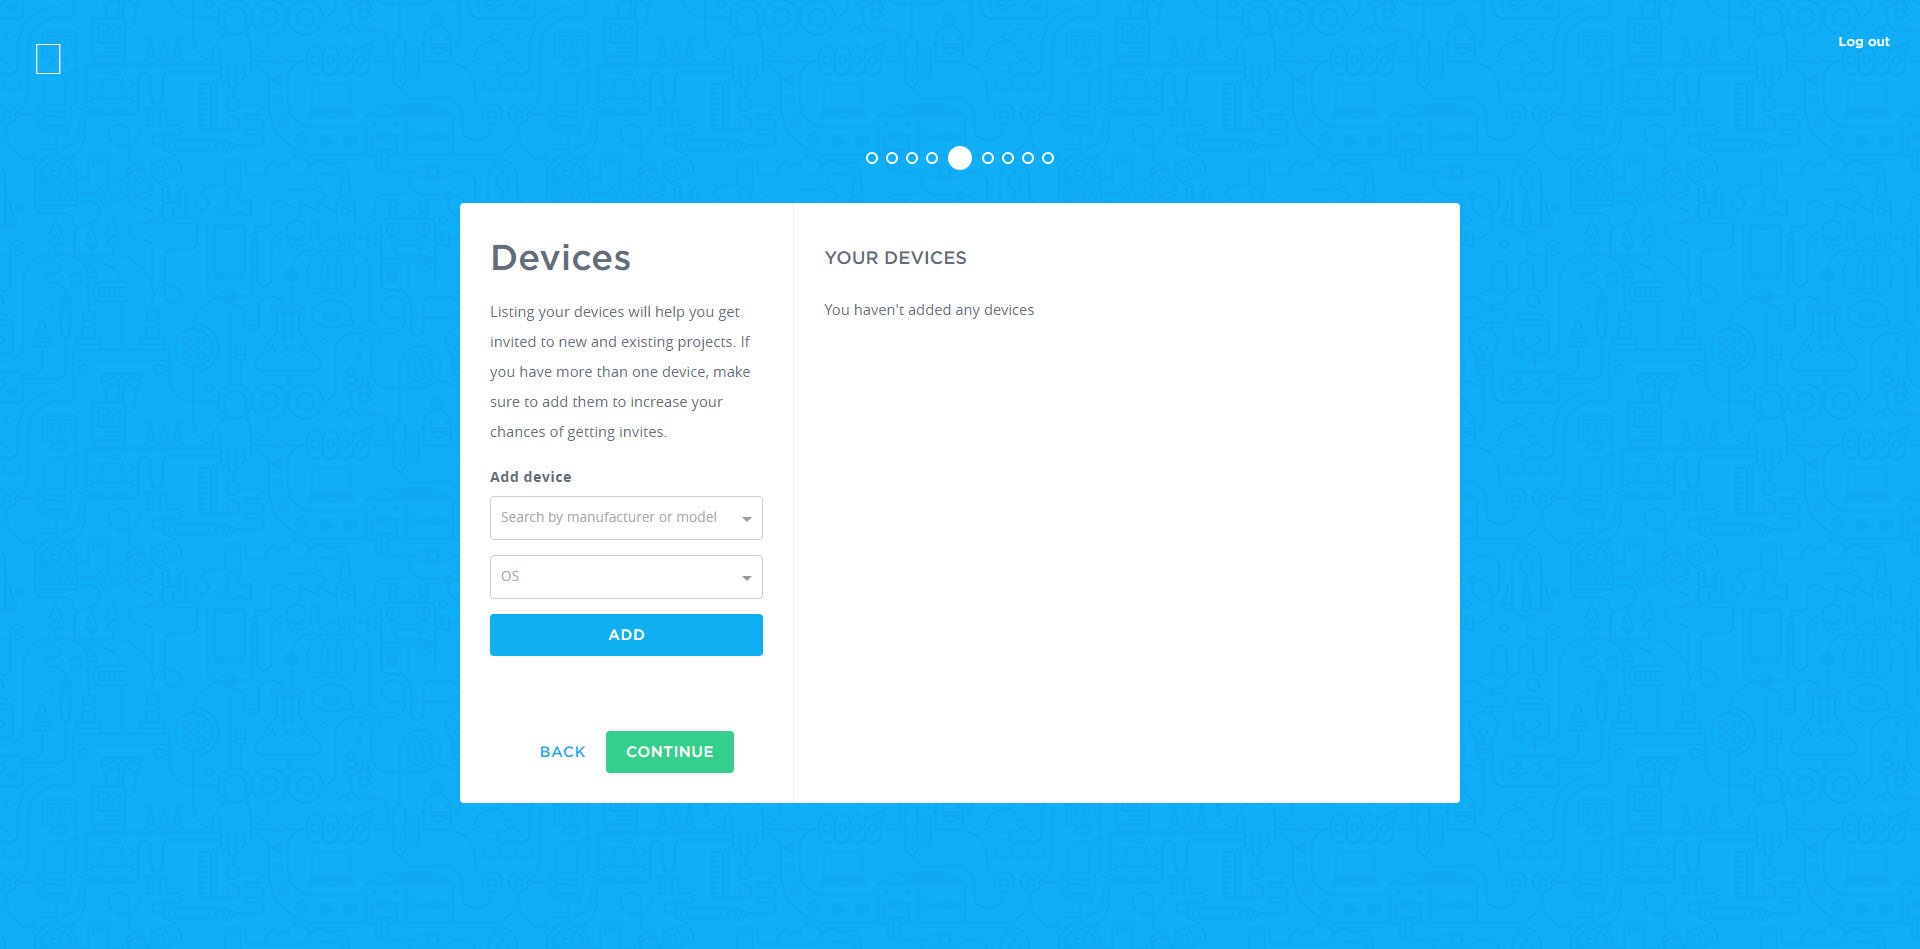 Log out
Devices
Listing your devices will help you get
invited to new and existing projects. If
you have more than one device, make
sure to add them to increase your
chances of getting invites.
Add device
Search by manufacturer or model
OS
ADD
BACK
CONTINUE
YOUR DEVICES
You haven't added any devices